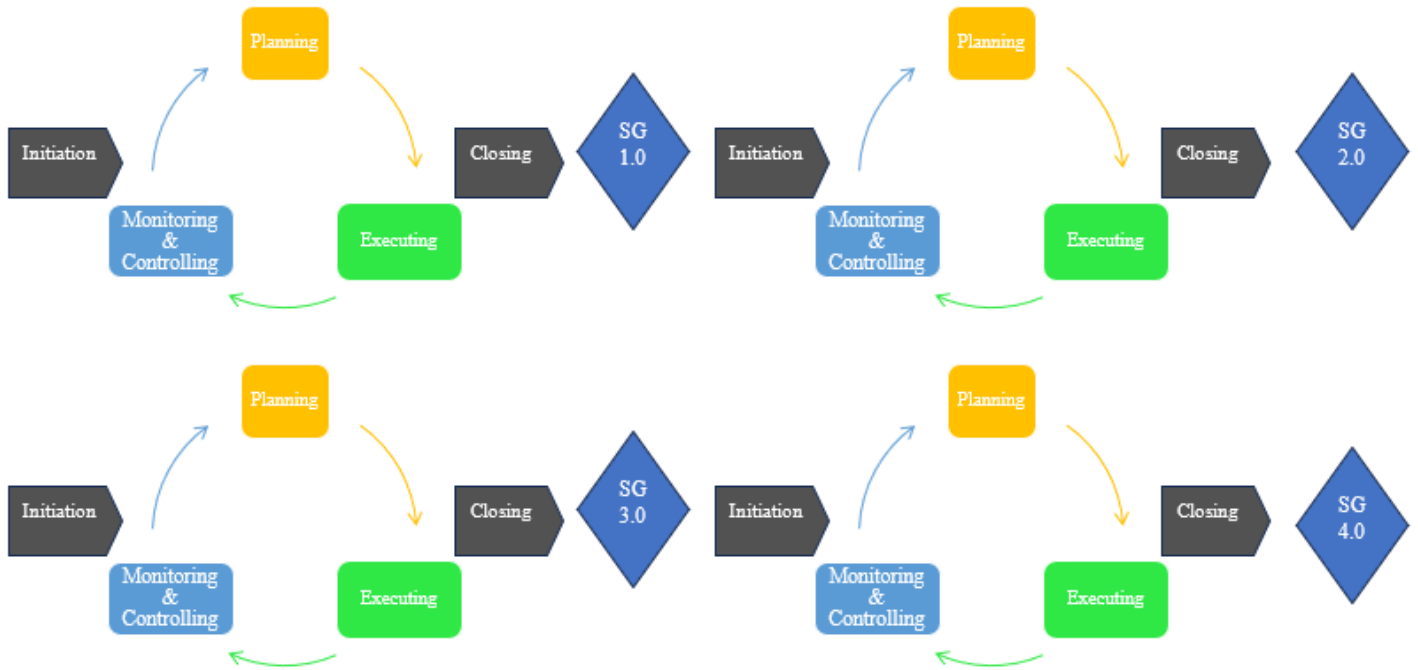 Planning
Initiation
Closing
SG
1.0
Monitoring
&
Controlling
Executing
Planning
Initiation
Closing
SG
2.0
Monitoring
&
Controlling
Executing
Planning
Initiation
Closing
SG
3.0
Monitoring
&
Controlling
Executing
Planning
Initiation
Closing
SG
4.0
Monitoring
&
Controlling
Executing